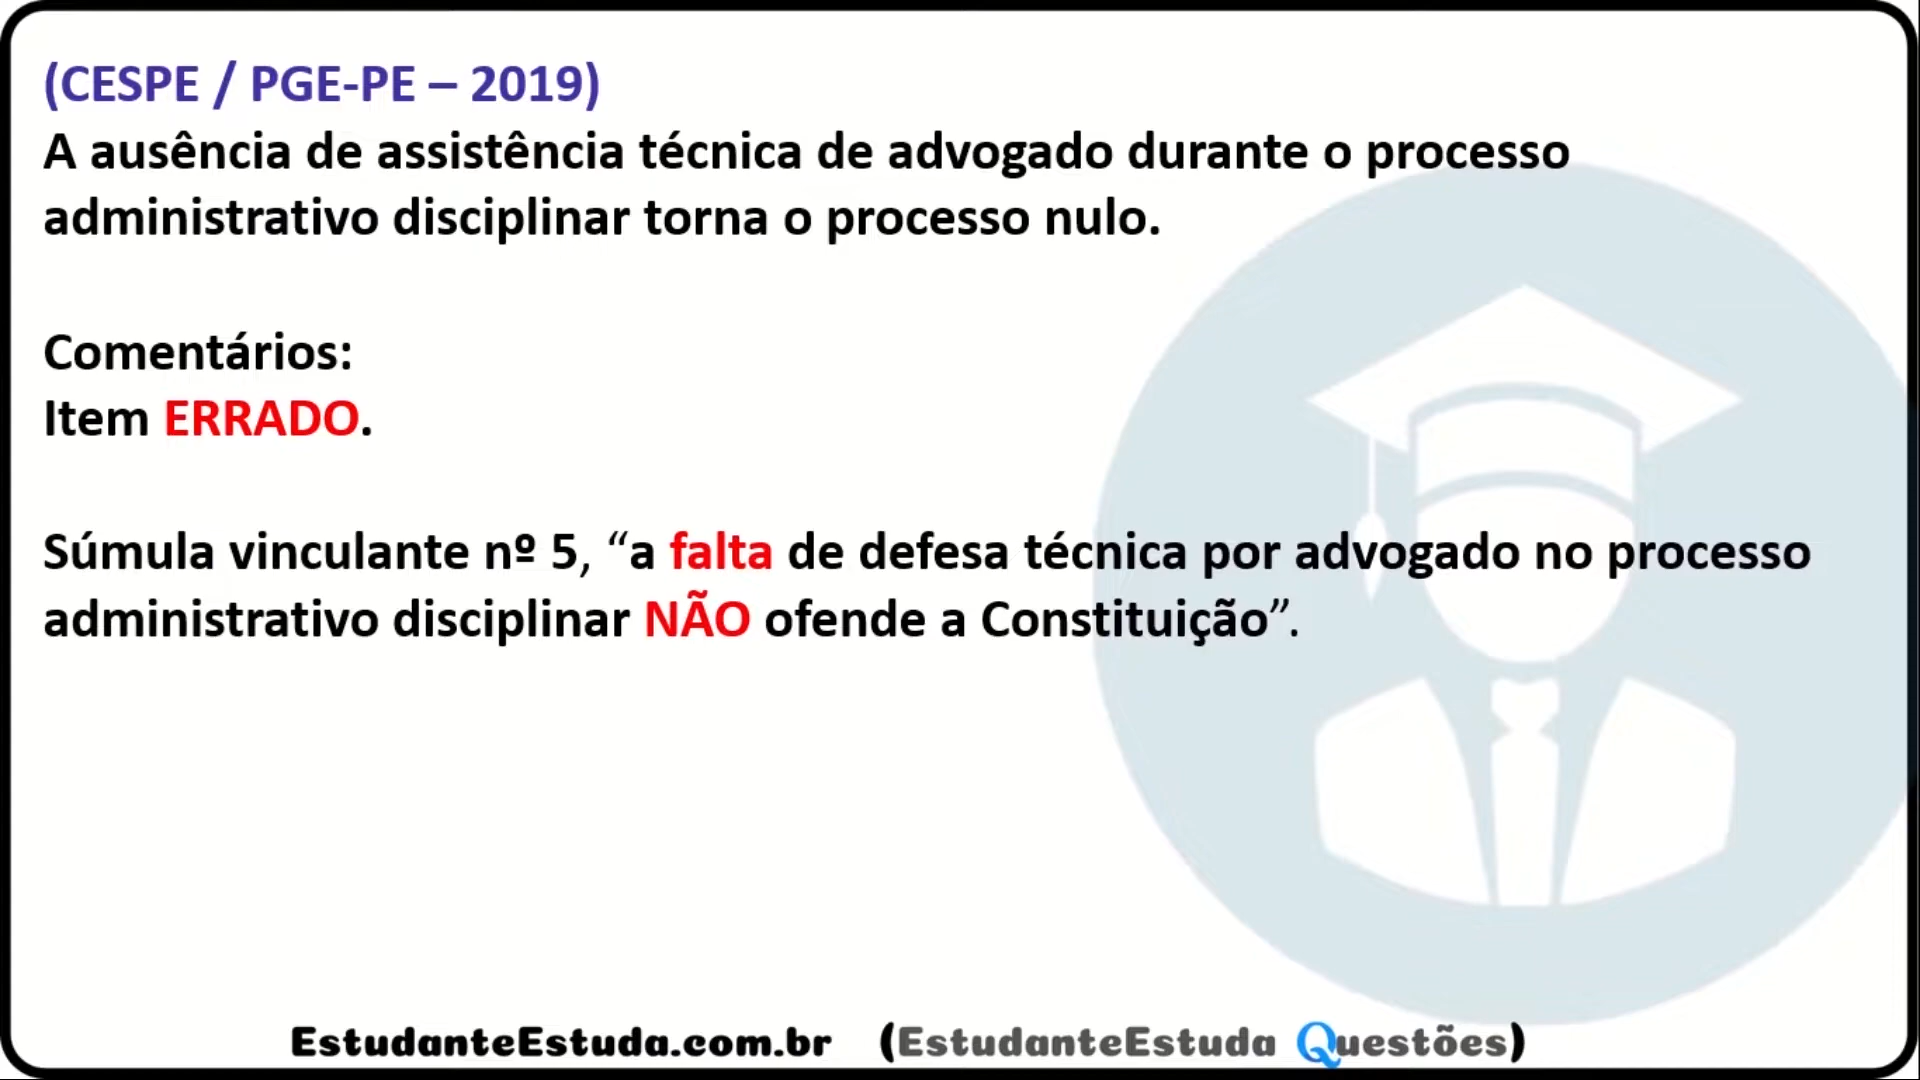 (CESPE / PGE-PE – 2019)
A ausência de assistência técnica de advogado durante o processo
administrativo disciplinar torna o processo nulo.
Comentários:
Item ERRADO.
Súmula vinculante nº 5, “a falta de defesa técnica por advogado no processo
administrativo disciplinar NÃO ofende a Constituição”.
EstudanteEstuda.com.br (EstudanteEstuda Questões)